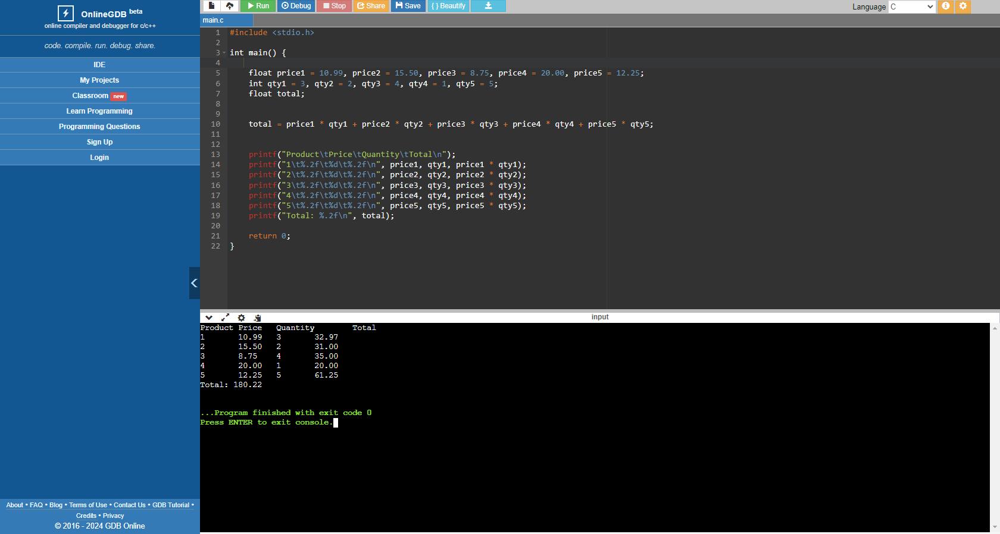 OnlineGDB beta
online compiler and debugger for c/c++
code. compile. run. debug. share.
IDE
My Projects
Classroom new
Learn Programming
Programming Questions
Sign Up
Login
About • FAQ • Blog • Terms of Use • Contact Us • GDB Tutorial •
Credits • Privacy
© 2016 - 2024 GDB Online
Run Debug Stop Share Save { } Beautify
Language C
main.c
1 #include <stdio.h>
2
3 int main() {
4
5 float price1 = 10.99, price2 = 15.50, price3 = 8.75, price4 = 20.00, price5 = 12.25;
6 int qty1 = 3, qty2 = 2, qty3 = 4, qty4 = 1, qty5 = 5;
7 float total;
8
9
10 total = price1 * qty1 + price2 * qty2 + price3 * qty3 + price4 * qty4 + price5 * qty5;
11
12
13 printf("Product\tPrice\tQuantity\tTotal\n");
14 printf("1\t%.2f\t%d\t%.2f\n", price1, qty1, price1 * qty1);
15 printf("2\t%.2f\t%d\t%.2f\n", price2, qty2, price2 * qty2);
16 printf("3\t%.2f\t%d\t%.2f\n", price3, qty3, price3 * qty3);
17 printf("4\t%.2f\t%d\t%.2f\n", price4, qty4, price4 * qty4);
18 printf("5\t%.2f\t%d\t%.2f\n", price5, qty5, price5 * qty5);
19 printf("Total: %.2f\n", total);
20
21 return 0;
22 }
input
Product Price Quantity Total
1 10.99 3 32.97
2 15.50 2 31.00
3 8.75 4 35.00
4 20.00 1 20.00
5 12.25 5 61.25
Total: 180.22
...Program finished with exit code 0
Press ENTER to exit console.